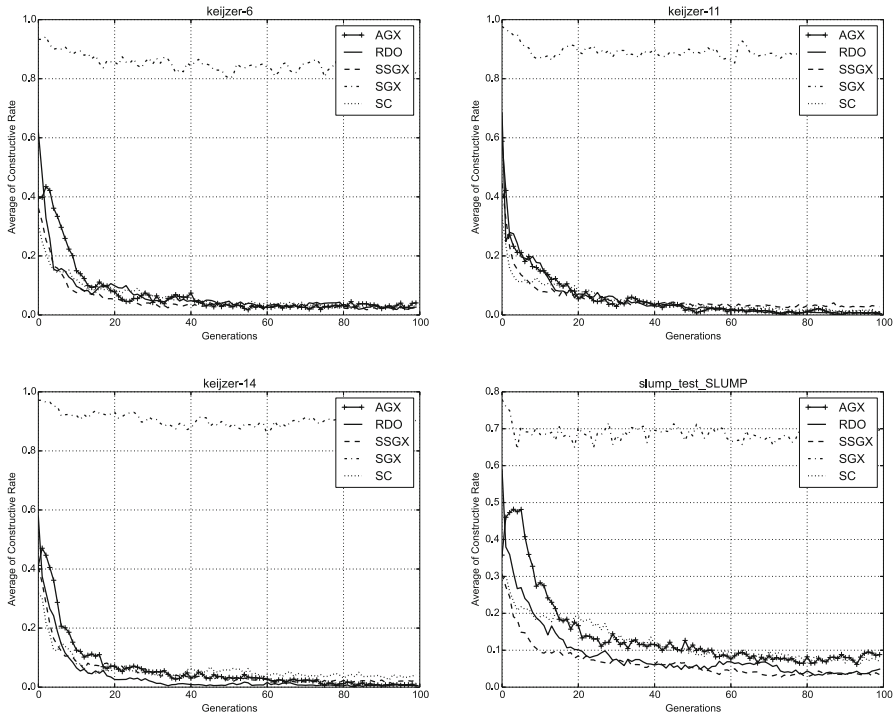 keijzer-6
Average of Constructive Rate
1.0
0.8
0.6
0.4
0.2
0.0
0 20 40 60 80 100
Generations
AGX
RDO
SSGX
SGX
SC
keijzer-11
Average of Constructive Rate
1.0
0.8
0.6
0.4
0.2
0.0
0 20 40 60 80 100
Generations
AGX
RDO
SSGX
SGX
SC
keijzer-14
Average of Constructive Rate
1.0
0.8
0.6
0.4
0.2
0.0
0 20 40 60 80 100
Generations
AGX
RDO
SSGX
SGX
SC
slump_test_SLUMP
Average of Constructive Rate
0.8
0.7
0.6
0.5
0.4
0.3
0.2
0.1
0.0
0 20 40 60 80 100
Generations
AGX
RDO
SSGX
SGX
SC